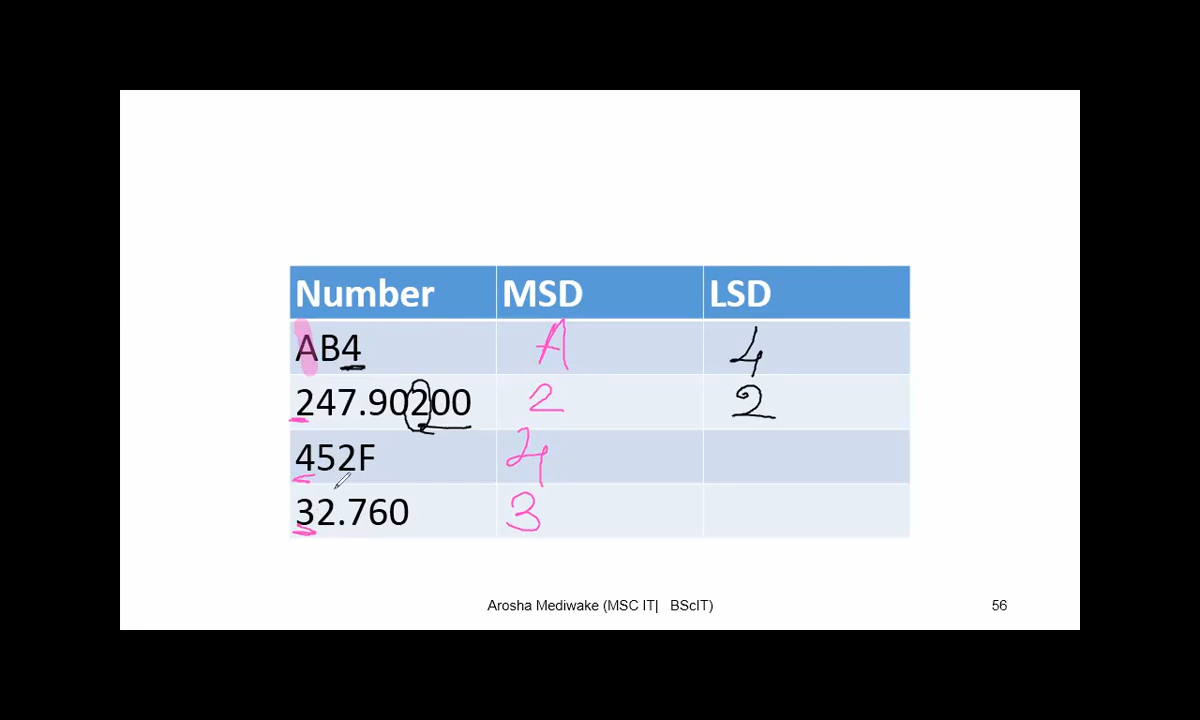 Number MSD LSD
AB4 A 4
247.90200 2 2
452F 4
32.760 3
Arosha Mediwake (MSC IT| BScIT) 56